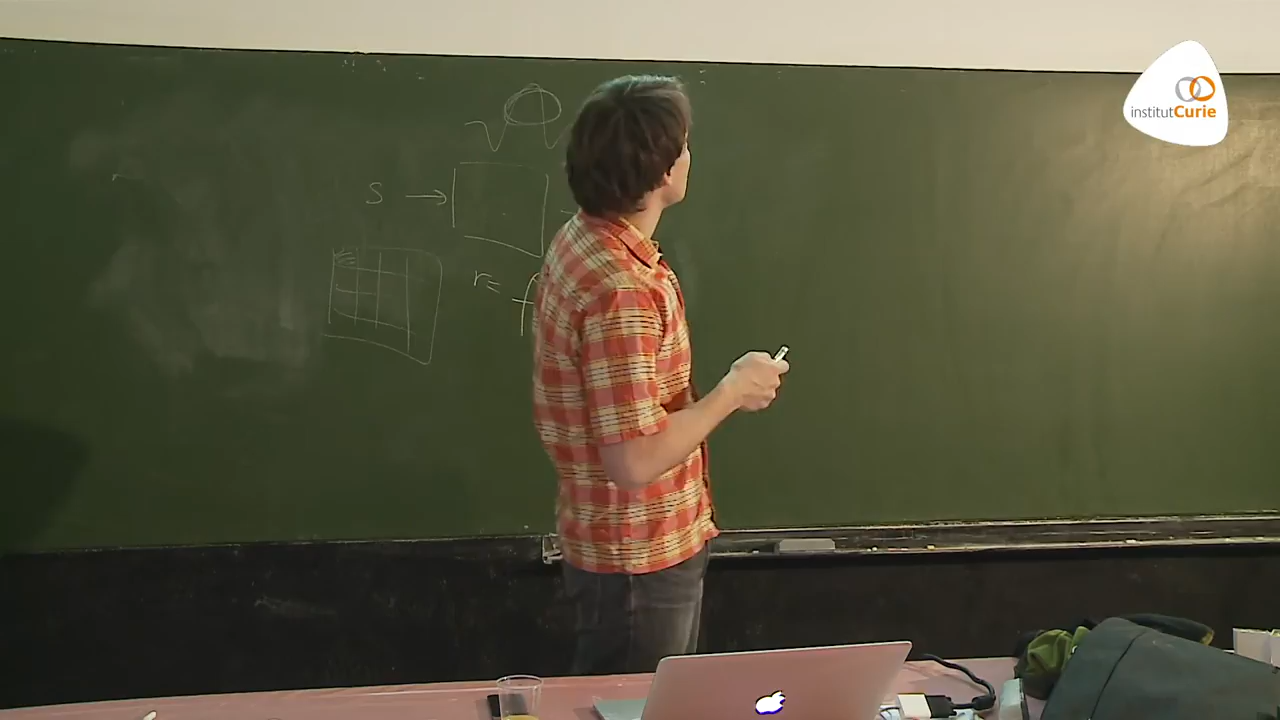 institutCurie
S →
r =